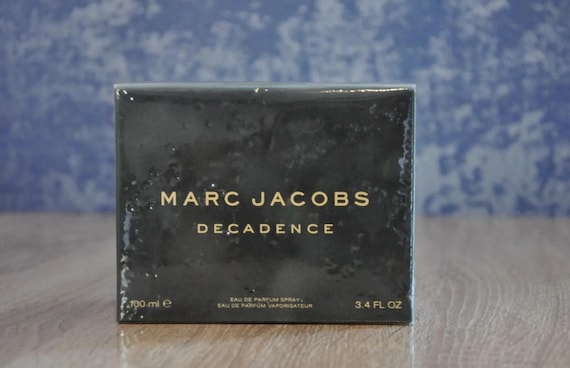 MARC JACOBS
DECADENCE
100 ml ℮
EAU DE PARFUM SPRAY
EAU DE PARFUM VAPORISATEUR
3.4 FL OZ